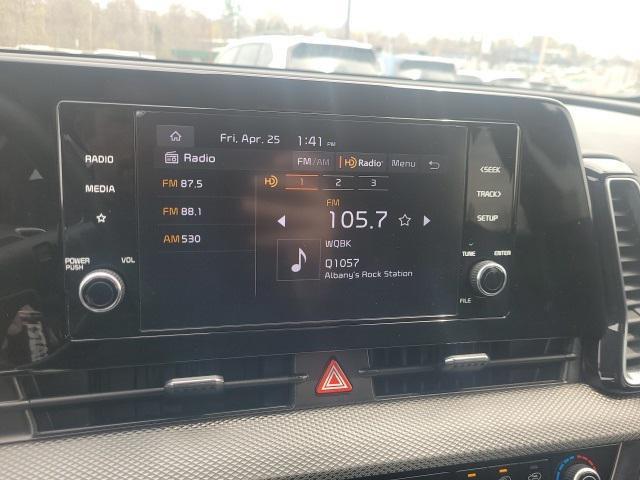 Fri, Apr. 25 1:41 PM
RADIO
MEDIA
POWER PUSH
VOL
Radio FM/AM HD Radio Menu
FM 87.5
FM 88.1
AM 530
HD 1 2 3
FM
105.7
WQBK
Q1057
Albany's Rock Station
<SEEK
TRACK>
SETUP
TUNE
ENTER
FILE